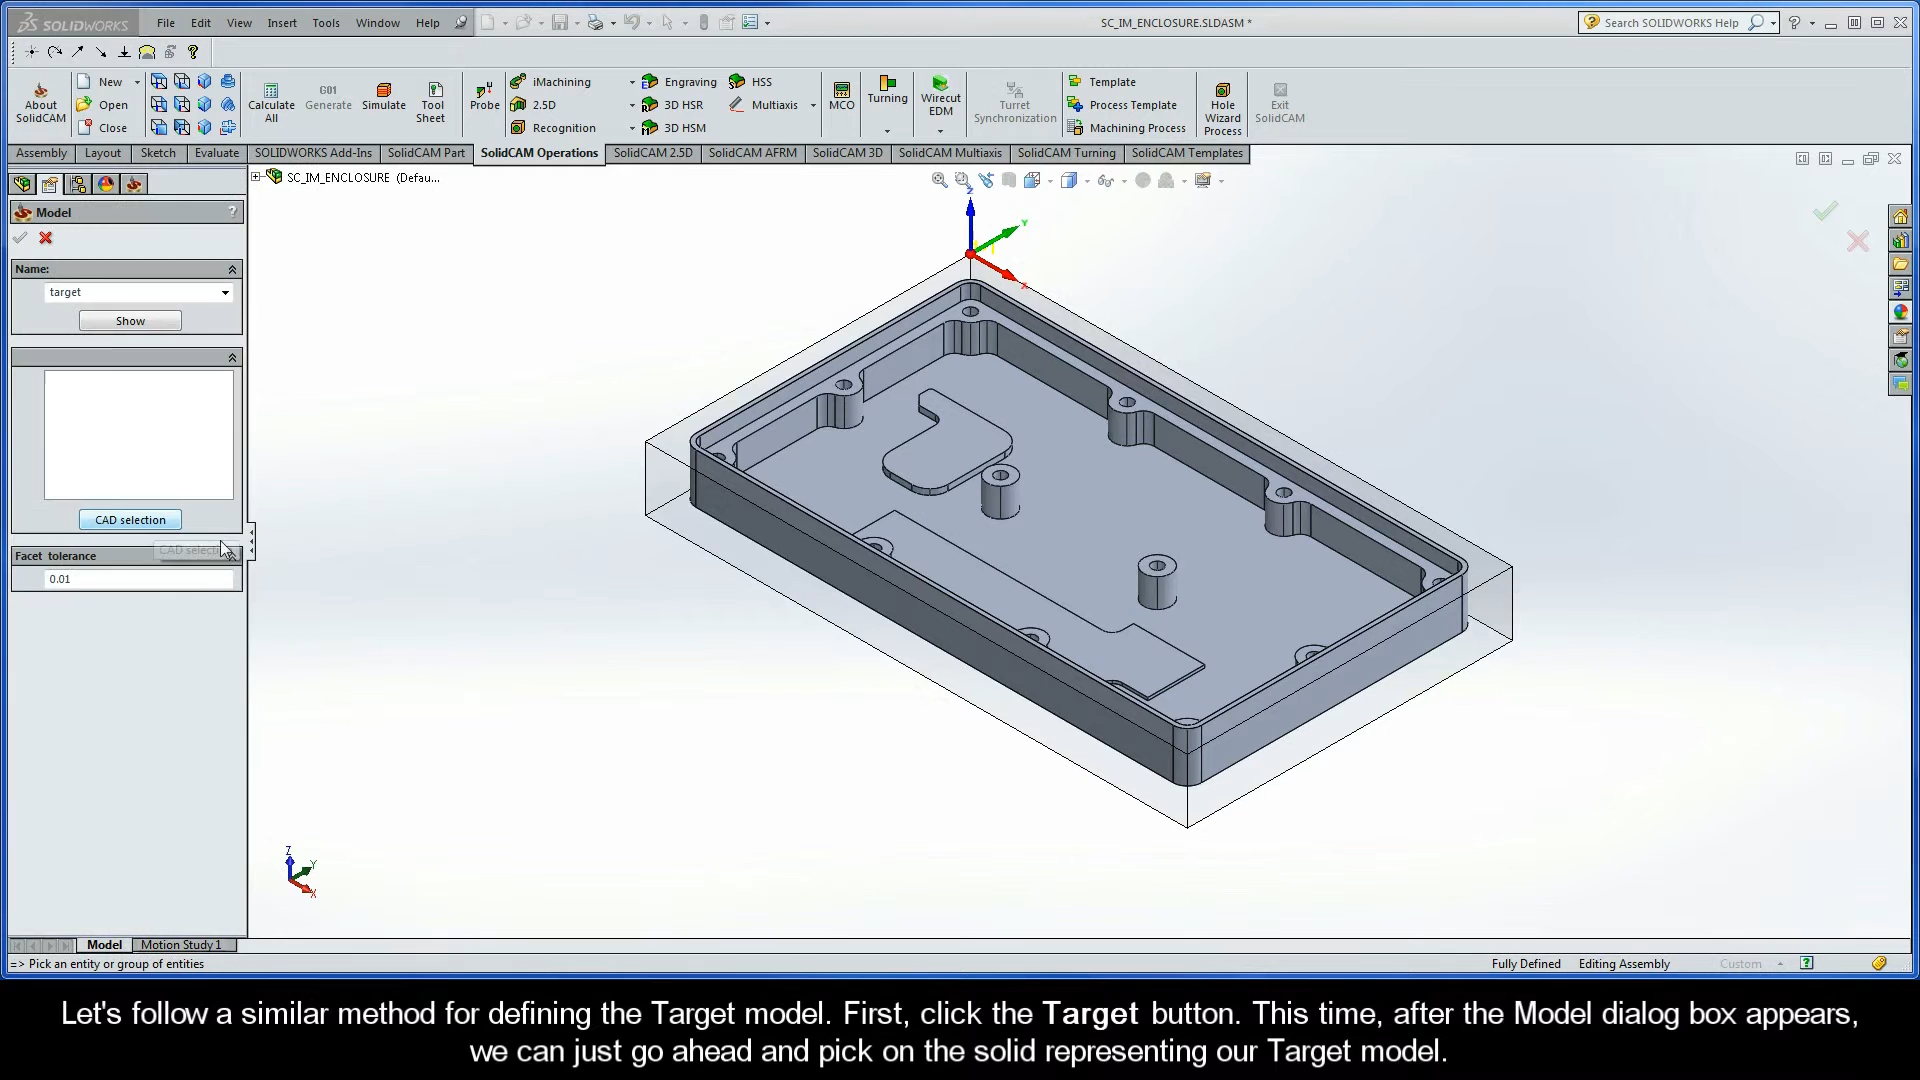 SOLIDWORKS File Edit View Insert Tools Window Help SC_IM_ENCLOSURE.SLDASM * Search SOLIDWORKS Help
About SolidCAM
New
Open
Close
Calculate All
G01 Generate
Simulate
Tool Sheet
Probe
iMachining
2.5D
Recognition
Engraving
3D HSR
3D HSM
HSS
Multiaxis
MCO
Turning
Wirecut EDM
Turret Synchronization
Template
Process Template
Machining Process
Hole Wizard Process
Exit SolidCAM
Assembly Layout Sketch Evaluate SOLIDWORKS Add-Ins SolidCAM Part SolidCAM Operations SolidCAM 2.5D SolidCAM AFRM SolidCAM 3D SolidCAM Multiaxis SolidCAM Turning SolidCAM Templates
SC_IM_ENCLOSURE (Defau...
Model ?
Name:
target
Show
CAD selection
Facet tolerance
0.01
Z
Y
X
Z
Y
X
Model Motion Study 1
=> Pick an entity or group of entities Fully Defined Editing Assembly Custom
Let's follow a similar method for defining the Target model. First, click the Target button. This time, after the Model dialog box appears,
we can just go ahead and pick on the solid representing our Target model.